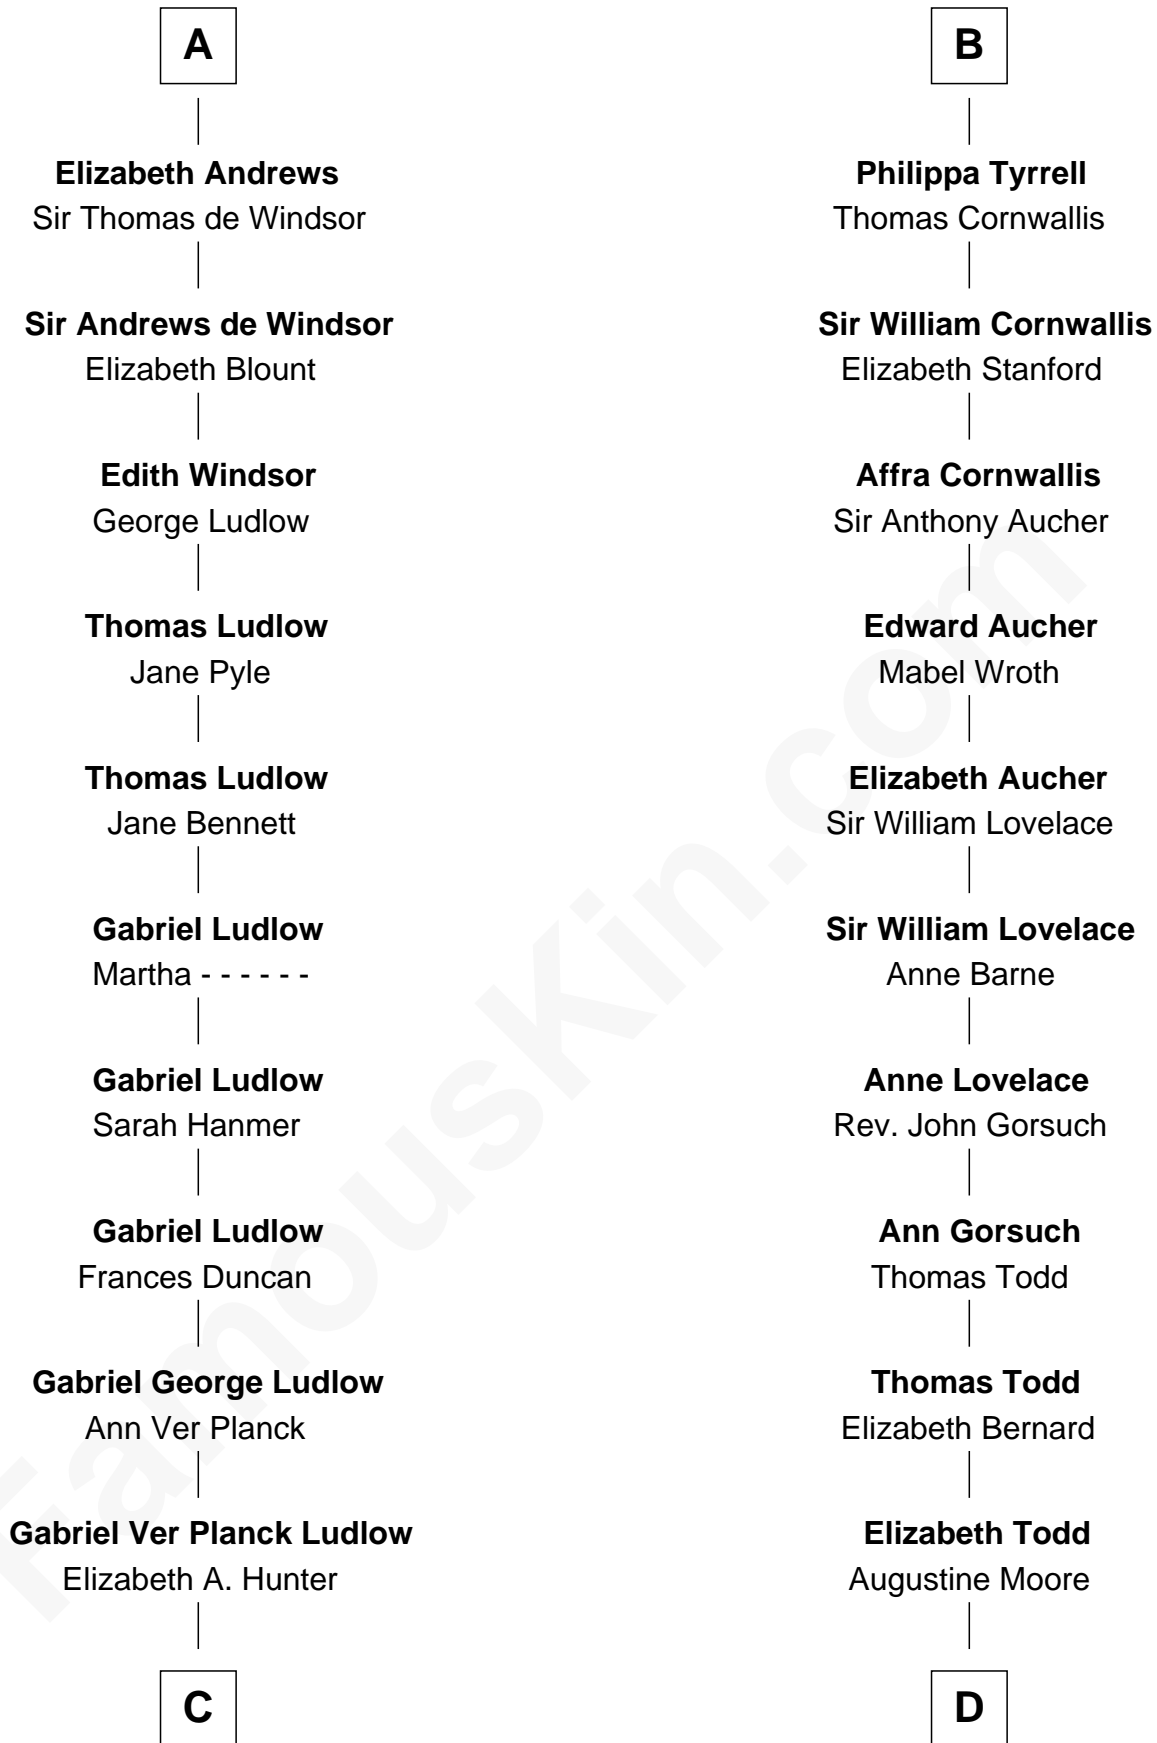 A
Elizabeth Andrews
Sir Thomas de Windsor
Sir Andrews de Windsor
Elizabeth Blount
Edith Windsor
George Ludlow
Thomas Ludlow
Jane Pyle
Thomas Ludlow
Jane Bennett
Gabriel Ludlow
Martha - - - - - -
Gabriel Ludlow
Sarah Hanmer
Gabriel Ludlow
Frances Duncan
Gabriel George Ludlow
Ann Ver Planck
Gabriel Ver Planck Ludlow
Elizabeth A. Hunter
C
B
Philippa Tyrrell
Thomas Cornwallis
Sir William Cornwallis
Elizabeth Stanford
Affra Cornwallis
Sir Anthony Aucher
Edward Aucher
Mabel Wroth
Elizabeth Aucher
Sir William Lovelace
Sir William Lovelace
Anne Barne
Anne Lovelace
Rev. John Gorsuch
Ann Gorsuch
Thomas Todd
Thomas Todd
Elizabeth Bernard
Elizabeth Todd
Augustine Moore
D
FamousKin.com